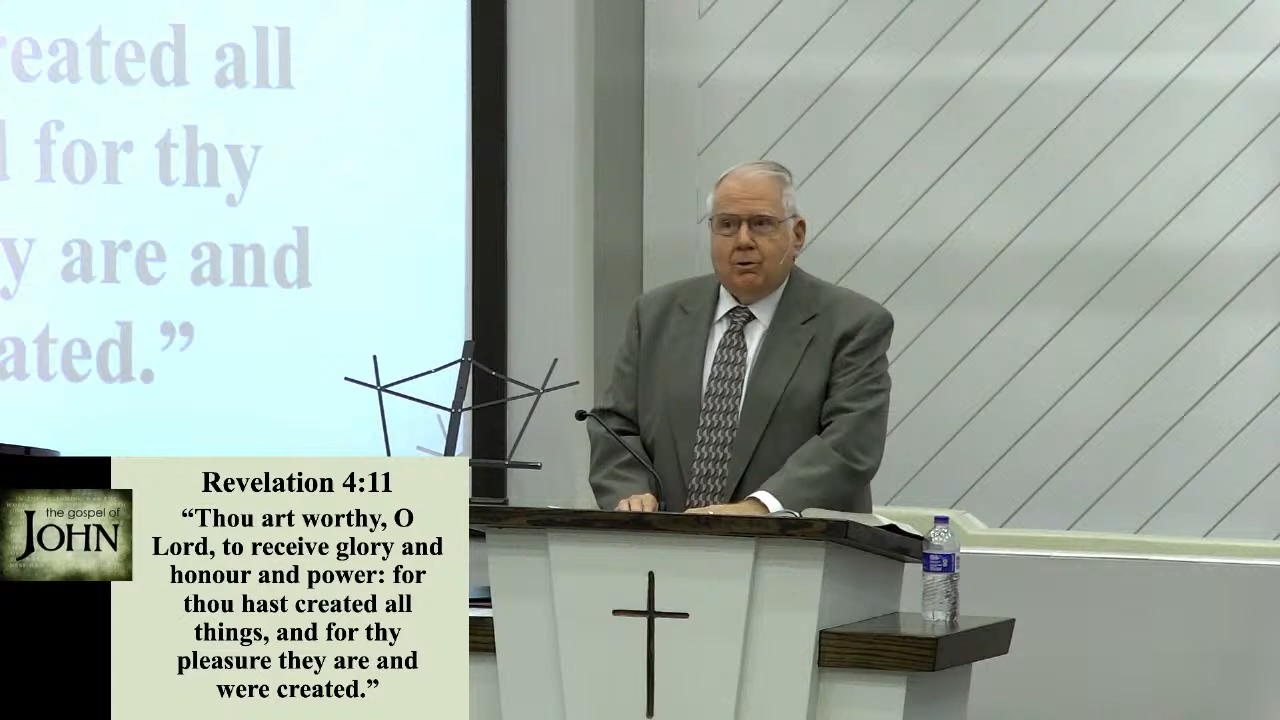 reated all
for thy
y are and
ated.”
Revelation 4:11
“Thou art worthy, O
Lord, to receive glory and
honour and power: for
thou hast created all
things, and for thy
pleasure they are and
were created.”
the gospel of
JOHN